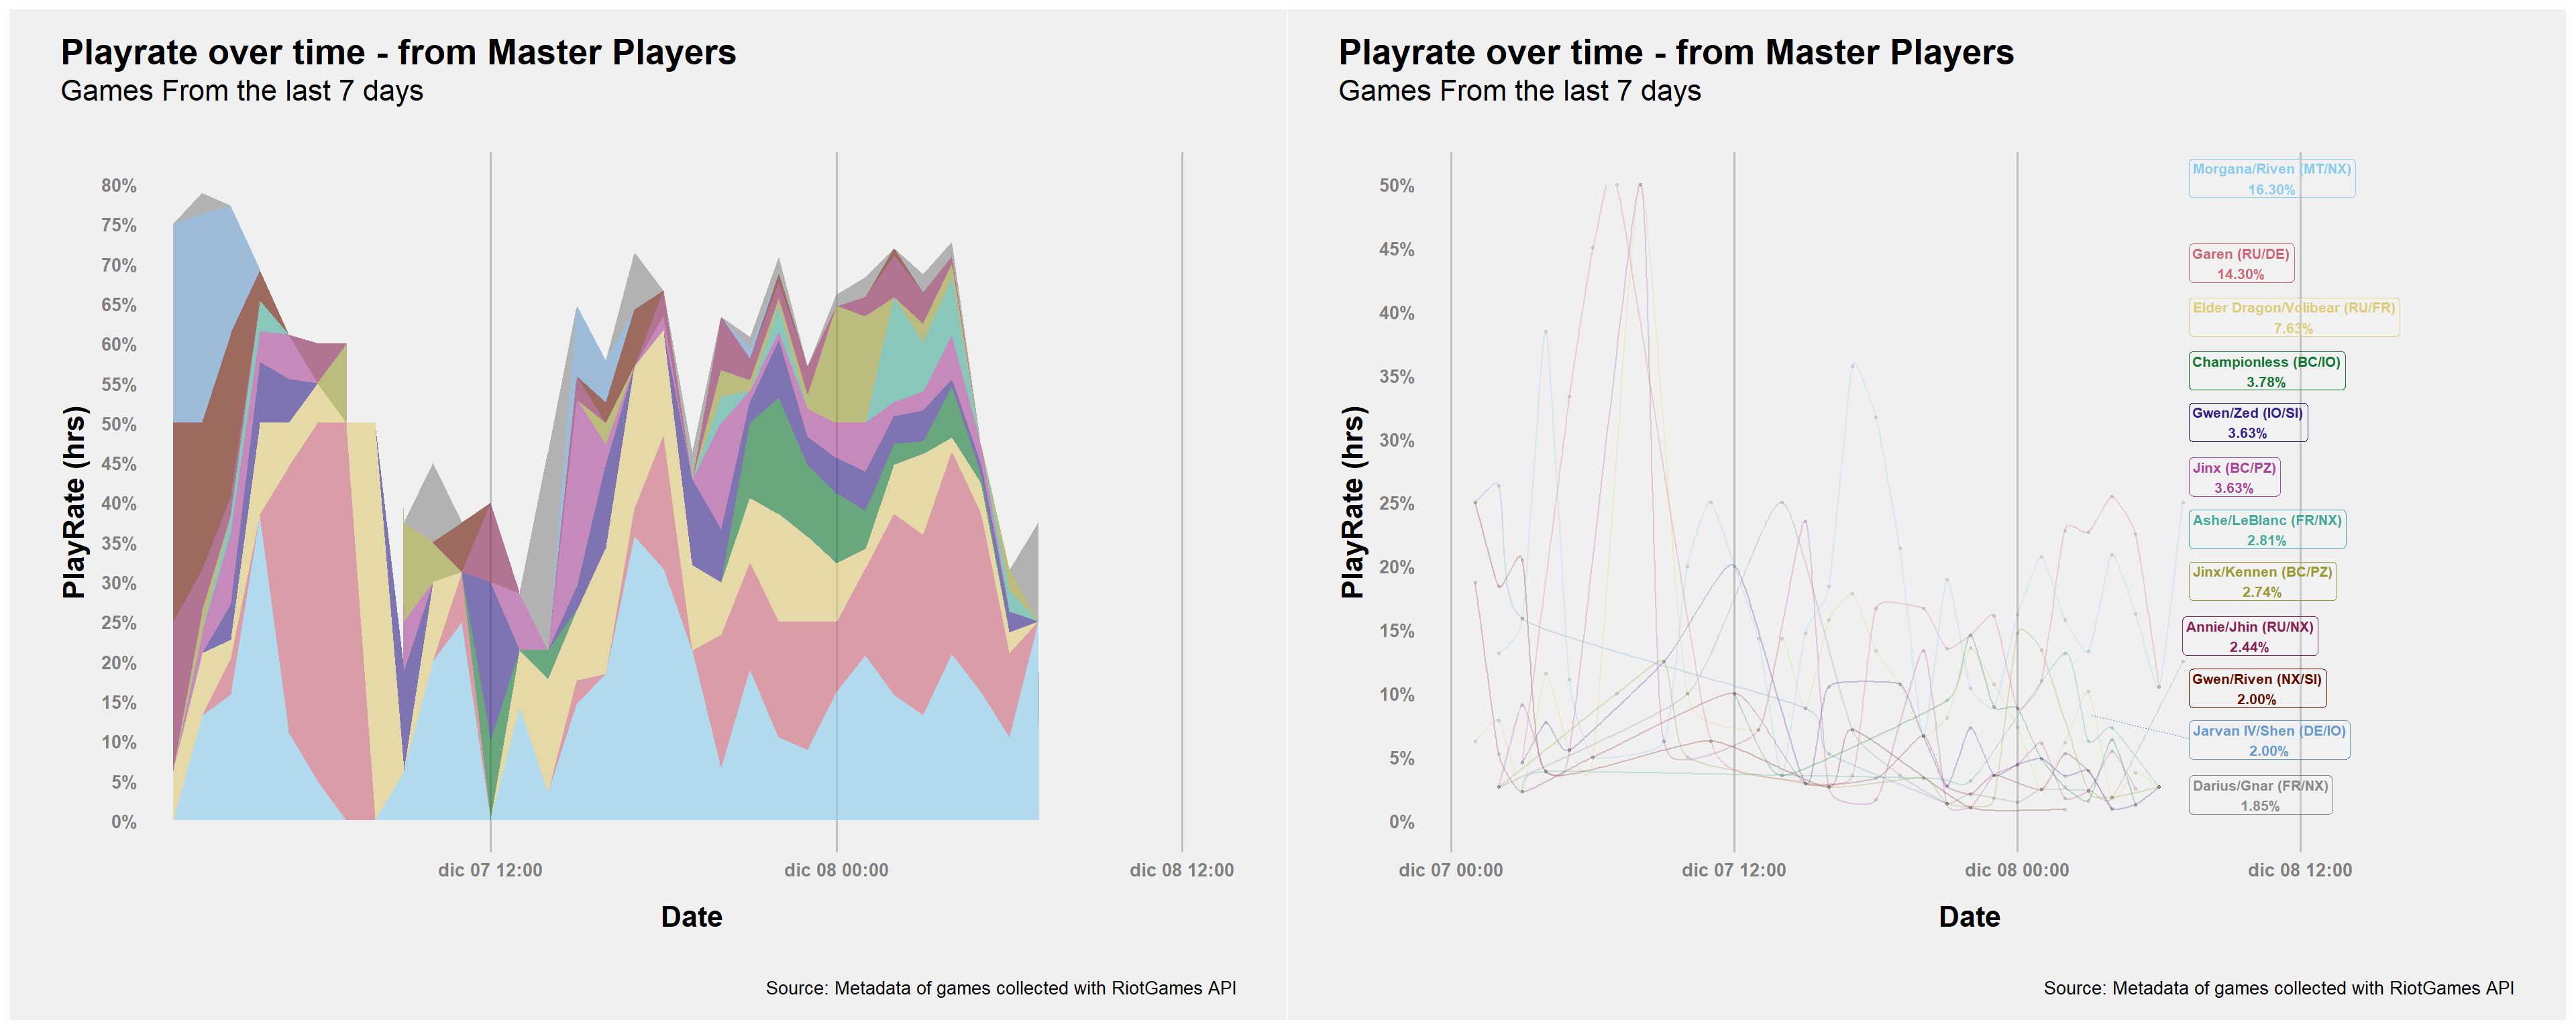 Playrate over time - from Master Players
Games From the last 7 days
80%
75%
70%
65%
60%
55%
50%
45%
40%
35%
30%
25%
20%
15%
10%
5%
0%
PlayRate (hrs)
dic 07 12:00
dic 08 00:00
dic 08 12:00
Date
Source: Metadata of games collected with RiotGames API
Playrate over time - from Master Players
Games From the last 7 days
50%
45%
40%
35%
30%
25%
20%
15%
10%
5%
0%
PlayRate (hrs)
Morgana/Riven (MT/NX)
16.30%
Garen (RU/DE)
14.30%
Elder Dragon/Volibear (RU/FR)
7.63%
Championless (BC/IO)
3.78%
Gwen/Zed (IO/SI)
3.63%
Jinx (BC/PZ)
3.63%
Ashe/LeBlanc (FR/NX)
2.81%
Jinx/Kennen (BC/PZ)
2.74%
Annie/Jhin (RU/NX)
2.44%
Gwen/Riven (NX/SI)
2.00%
Jarvan IV/Shen (DE/IO)
2.00%
Darius/Gnar (FR/NX)
1.85%
dic 07 00:00
dic 07 12:00
dic 08 00:00
dic 08 12:00
Date
Source: Metadata of games collected with RiotGames API